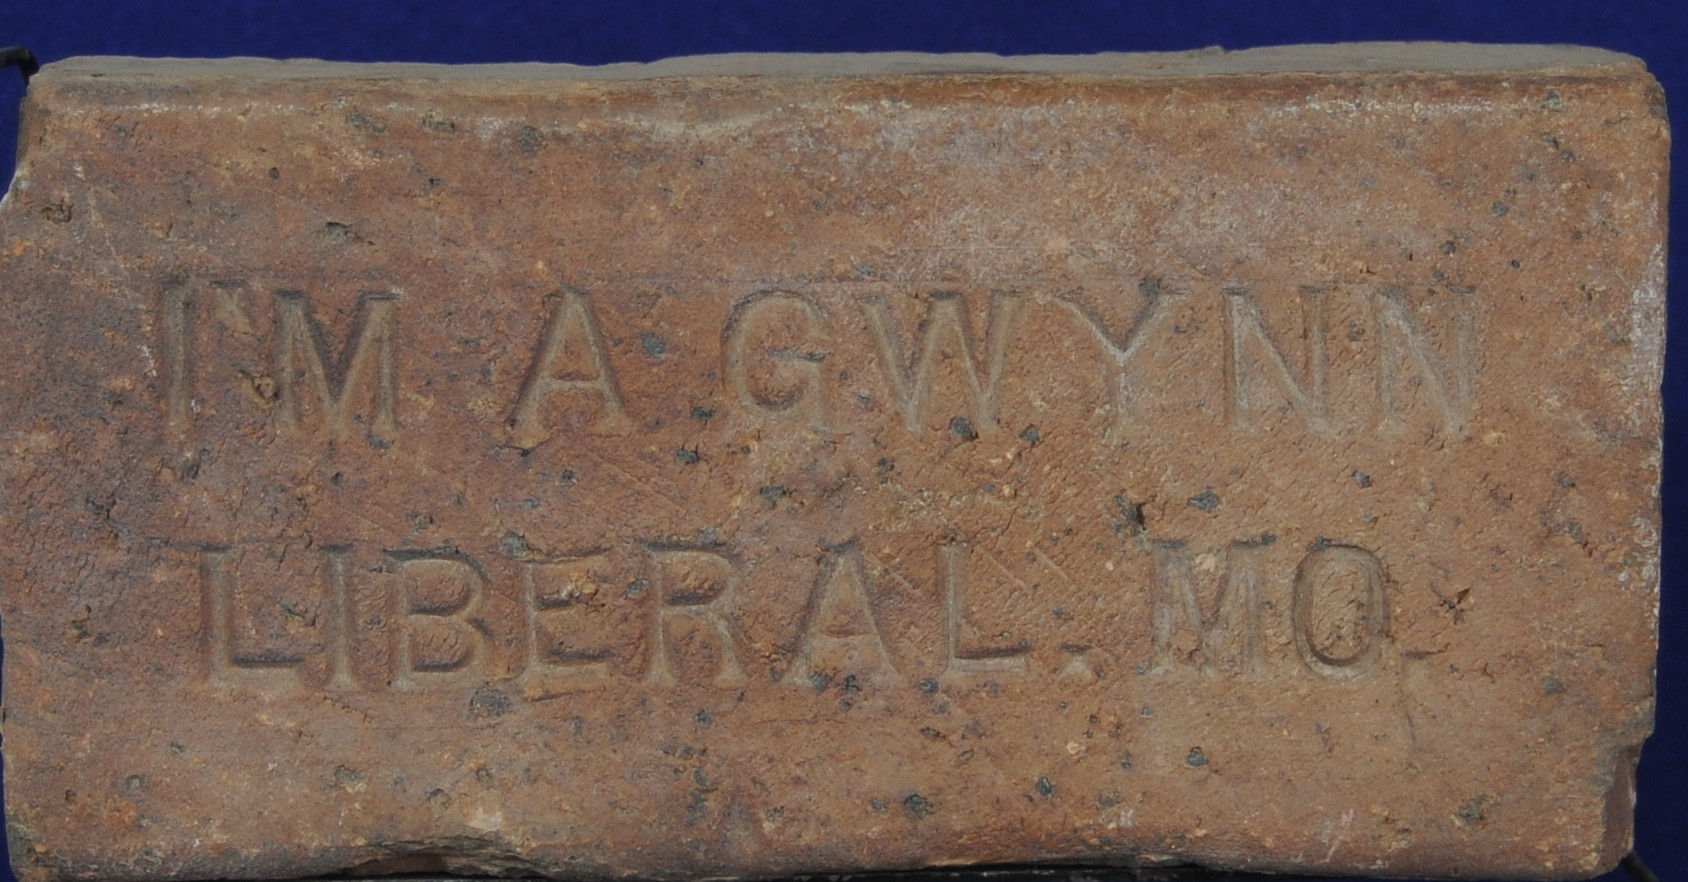 I'M A GWYNN
LIBERAL. MO.